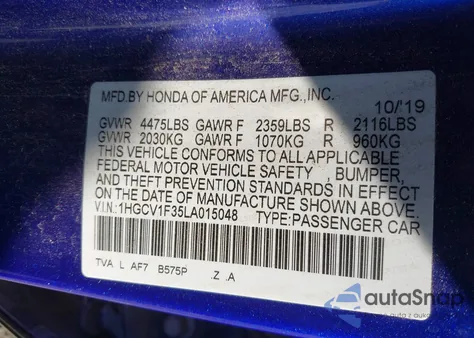 MFD.BY HONDA OF AMERICA MFG.,INC. 10/'19
GVWR 4475LBS GAWR F 2359LBS R 2116LBS
GVWR 2030KG GAWR F 1070KG R 960KG
THIS VEHICLE CONFORMS TO ALL APPLICABLE
FEDERAL MOTOR VEHICLE SAFETY BUMPER,
AND THEFT PREVENTION STANDARDS IN EFFECT
ON THE DATE OF MANUFACTURE SHOWN ABOVE.
V.I.N.:1HGCV1F35LA015048 TYPE:PASSENGER CAR
TVA L AF7 B575P .Z .A
autoSnap